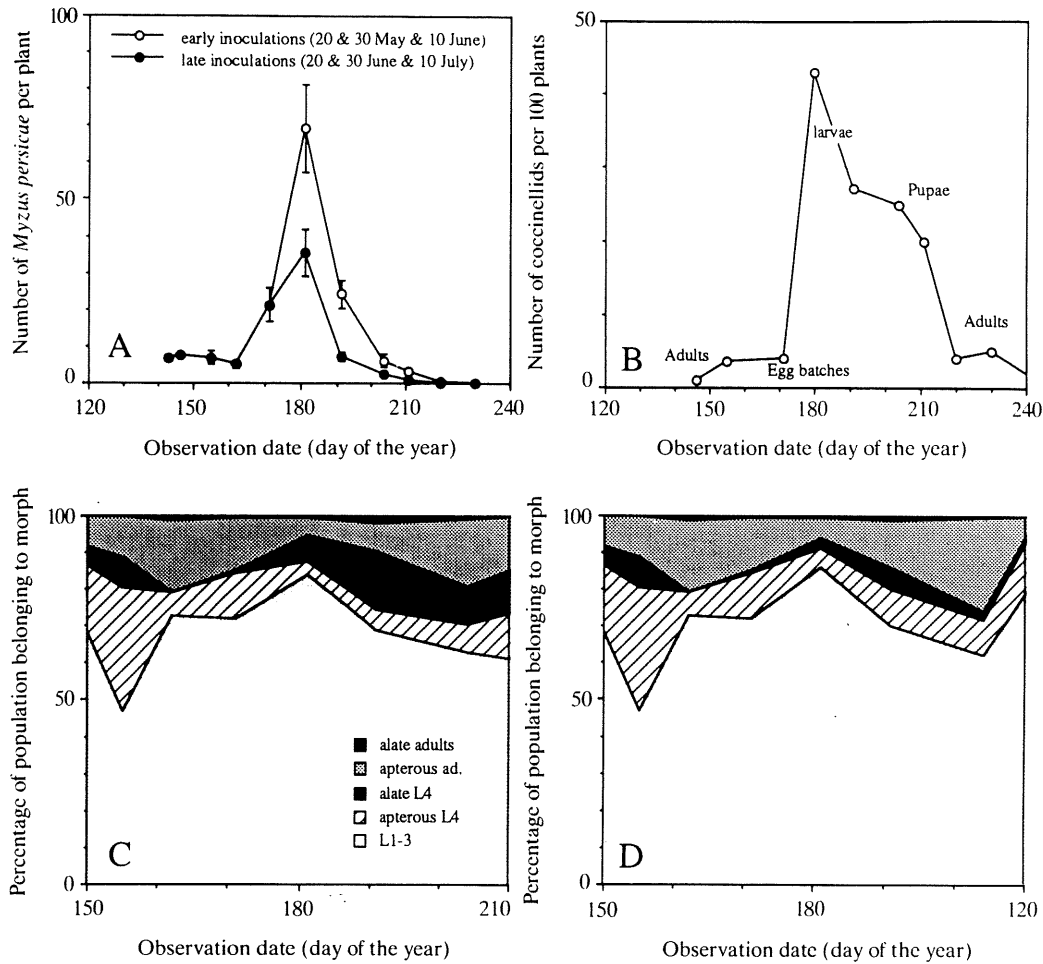 100
50
0
120
150
180
210
240
Number of Myzus persicae per plant
early inoculations (20 & 30 May & 10 June)
late inoculations (20 & 30 June & 10 July)
A
Observation date (day of the year)
50
0
120
150
180
210
240
Number of coccinellids per 100 plants
Adults
Egg batches
larvae
Pupae
Adults
B
Observation date (day of the year)
100
50
0
150
180
210
Percentage of population belonging to morph
alate adults
apterous ad.
alate L4
apterous L4
L1-3
C
Observation date (day of the year)
100
50
0
150
180
120
Percentage of population belonging to morph
D
Observation date (day of the year)